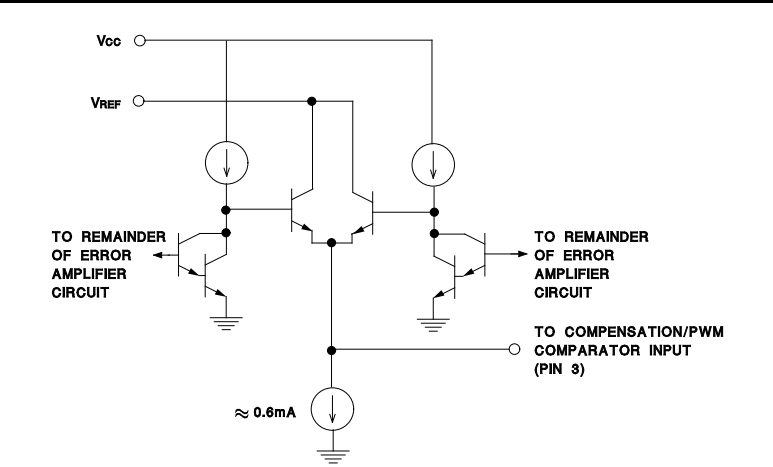 Vcc
VREF
TO REMAINDER
OF ERROR
AMPLIFIER
CIRCUIT
TO REMAINDER
OF ERROR
AMPLIFIER
CIRCUIT
TO COMPENSATION/PWM
COMPARATOR INPUT
(PIN 3)
≈ 0.6mA